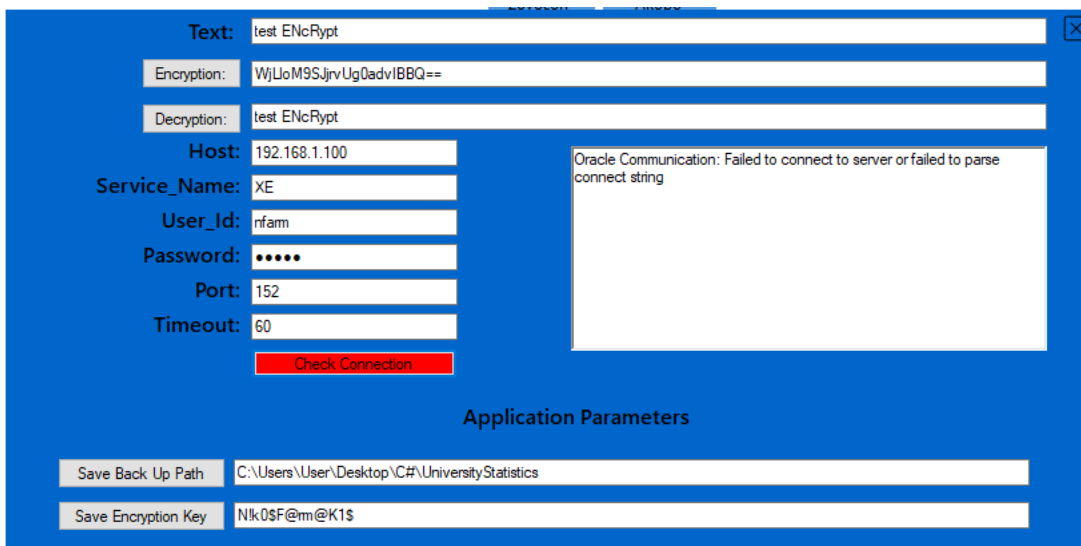 Text: test ENcRypt
Encryption: WjLloM9SJjrvUg0advIBBQ==
Decryption: test ENcRypt
Host: 192.168.1.100
Service_Name: XE
User_Id: nfarm
Password: •••••
Port: 152
Timeout: 60
Check Connection
Oracle Communication: Failed to connect to server or failed to parse
connect string
Application Parameters
Save Back Up Path C:\Users\User\Desktop\C#\UniversityStatistics
Save Encryption Key N!k0$F@rm@K1$